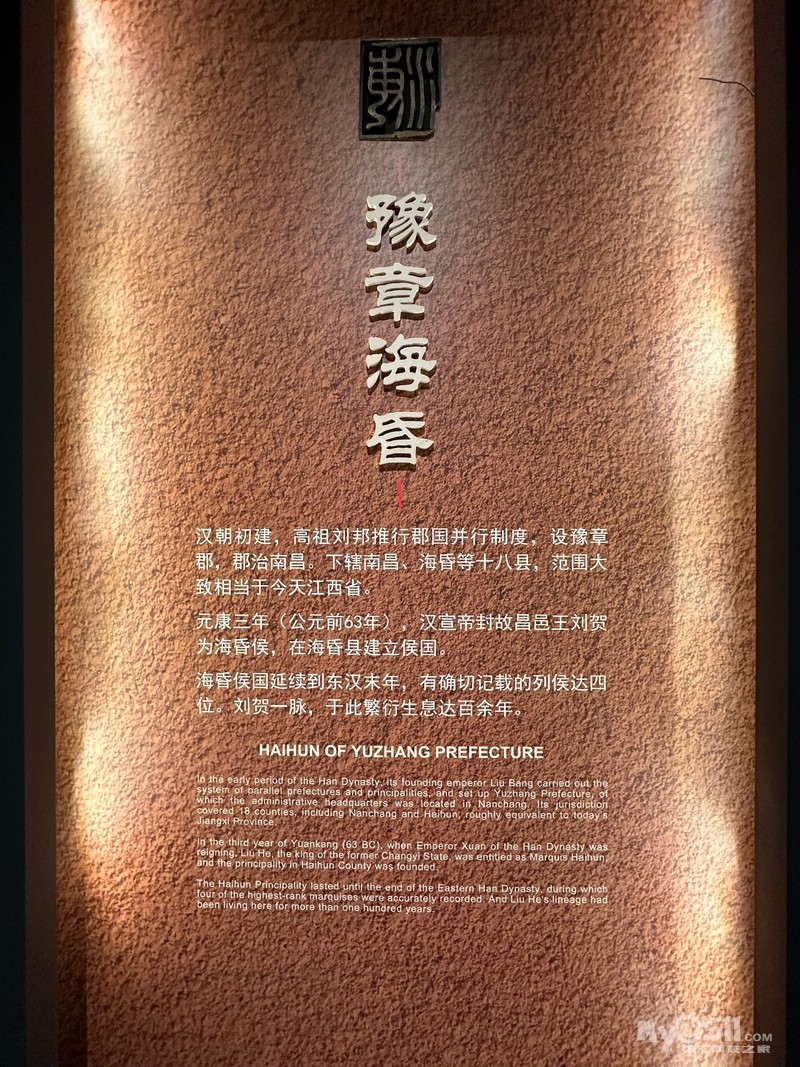 豫章海昏
汉朝初建，高祖刘邦推行郡国并行制度，设豫章
郡，郡治南昌。下辖南昌、海昏等十八县，范围大
致相当于今天江西省。
元康三年（公元前63年），汉宣帝封故昌邑王刘贺
为海昏侯，在海昏县建立侯国。
海昏侯国延续到东汉末年，有确切记载的列侯达四
位。刘贺一脉，于此繁衍生息达百余年。
HAIHUN OF YUZHANG PREFECTURE
In the early period of the Han Dynasty, its founding emperor Liu Bang carried out the
system of parallel prefectures and principalities, and set up Yuzhang Prefecture, of
which the administrative headquarters was located in Nanchang. Its jurisdiction
covered 18 counties, including Nanchang and Haihun, roughly equivalent to today's
Jiangxi Province.
In the third year of Yuankang (63 BC), when Emperor Xuan of the Han Dynasty was
reigning, Liu He, the king of the former Changyi State, was entitled as Marquis Haihun,
and the principality in Haihun County was founded.
The Haihun Principality lasted until the end of the Eastern Han Dynasty, during which
four of the highest-rank marquises were accurately recorded. And Liu He's lineage had
been living here for more than one hundred years.
My0511.COM